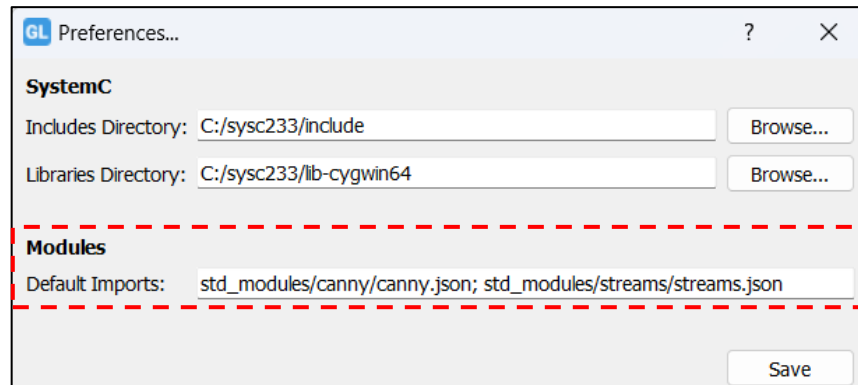 GL Preferences... ?
SystemC
Includes Directory: C:/sysc233/include Browse...
Libraries Directory: C:/sysc233/lib-cygwin64 Browse...
Modules
Default Imports: std_modules/canny/canny.json; std_modules/streams/streams.json
Save